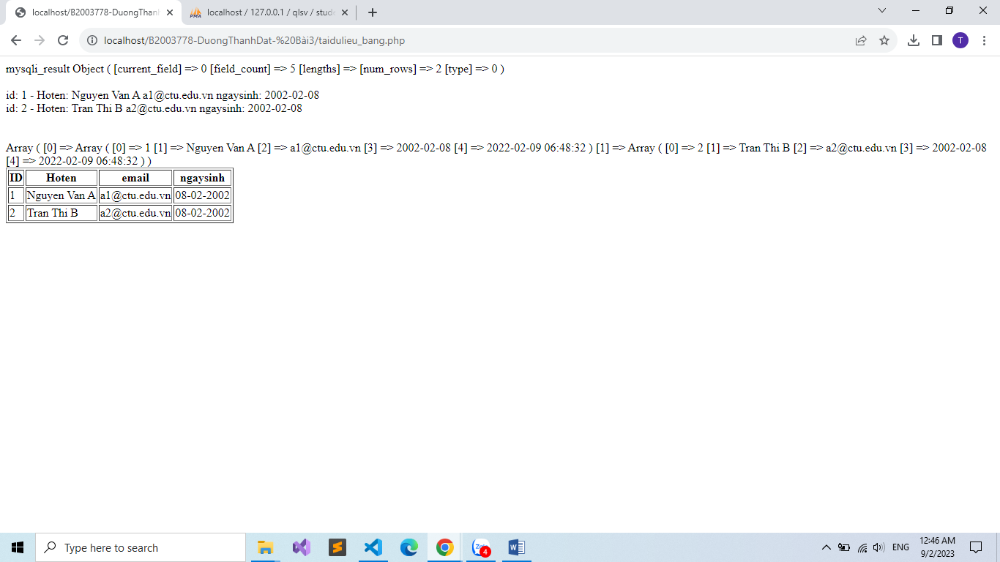 localhost/B2003778-DuongThanh
localhost / 127.0.0.1 / qlsv / stude
localhost/B2003778-DuongThanhDat-%20Bài3/taidulieu_bang.php
T
mysqli_result Object ( [current_field] => 0 [field_count] => 5 [lengths] => [num_rows] => 2 [type] => 0 )
id: 1 - Hoten: Nguyen Van A a1@ctu.edu.vn ngaysinh: 2002-02-08
id: 2 - Hoten: Tran Thi B a2@ctu.edu.vn ngaysinh: 2002-02-08
Array ( [0] => Array ( [0] => 1 [1] => Nguyen Van A [2] => a1@ctu.edu.vn [3] => 2002-02-08 [4] => 2022-02-09 06:48:32 ) [1] => Array ( [0] => 2 [1] => Tran Thi B [2] => a2@ctu.edu.vn [3] => 2002-02-08
[4] => 2022-02-09 06:48:32 ) )
ID Hoten email ngaysinh
1 Nguyen Van A a1@ctu.edu.vn 08-02-2002
2 Tran Thi B a2@ctu.edu.vn 08-02-2002
Type here to search
4
ENG
12:46 AM
9/2/2023